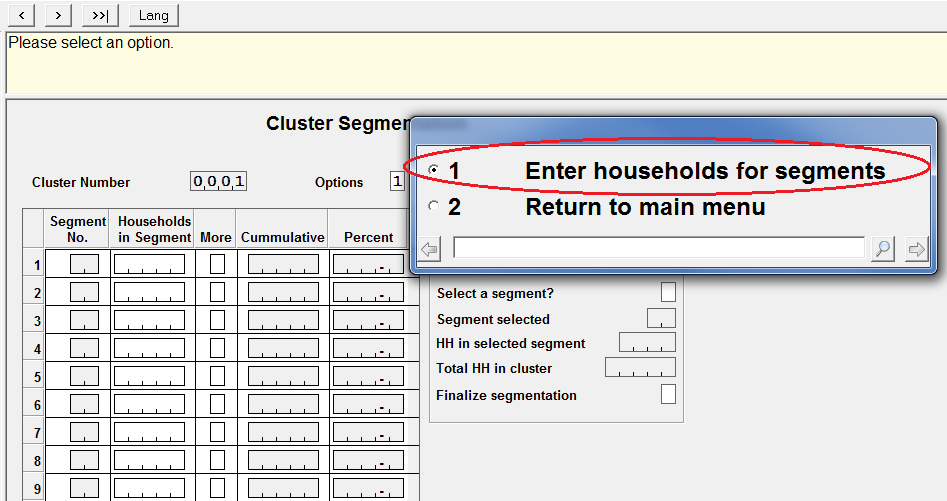 < > >>| Lang
Please select an option.
Cluster Segmentation
Cluster Number 0,0,0,1 Options 1
1 Enter households for segments
2 Return to main menu
Segment No. Households in Segment More Cummulative Percent
1
2
3
4
5
6
7
8
9
Select a segment?
Segment selected
HH in selected segment
Total HH in cluster
Finalize segmentation